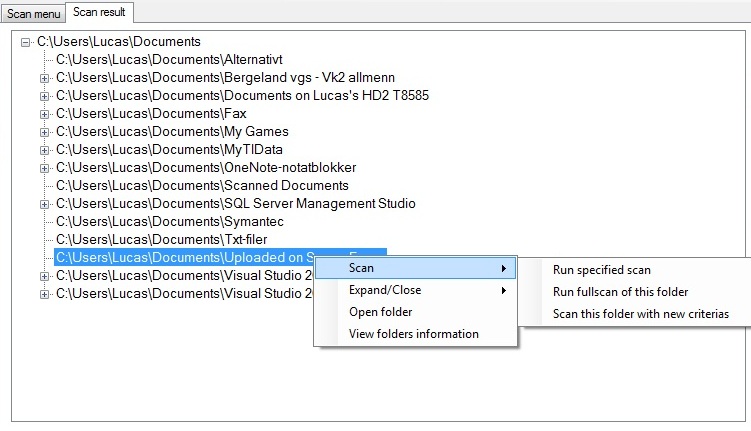 Scan menu
Scan result
C:\Users\Lucas\Documents
C:\Users\Lucas\Documents\Alternativt
C:\Users\Lucas\Documents\Bergeland vgs - Vk2 allmenn
C:\Users\Lucas\Documents\Documents on Lucas's HD2 T8585
C:\Users\Lucas\Documents\Fax
C:\Users\Lucas\Documents\My Games
C:\Users\Lucas\Documents\MyTIData
C:\Users\Lucas\Documents\OneNote-notatblokker
C:\Users\Lucas\Documents\Scanned Documents
C:\Users\Lucas\Documents\SQL Server Management Studio
C:\Users\Lucas\Documents\Symantec
C:\Users\Lucas\Documents\Txt-filer
C:\Users\Lucas\Documents\Uploaded on
C:\Users\Lucas\Documents\Visual Studio
C:\Users\Lucas\Documents\Visual Studio
Scan
Expand/Close
Open folder
View folders information
Run specified scan
Run fullscan of this folder
Scan this folder with new criterias